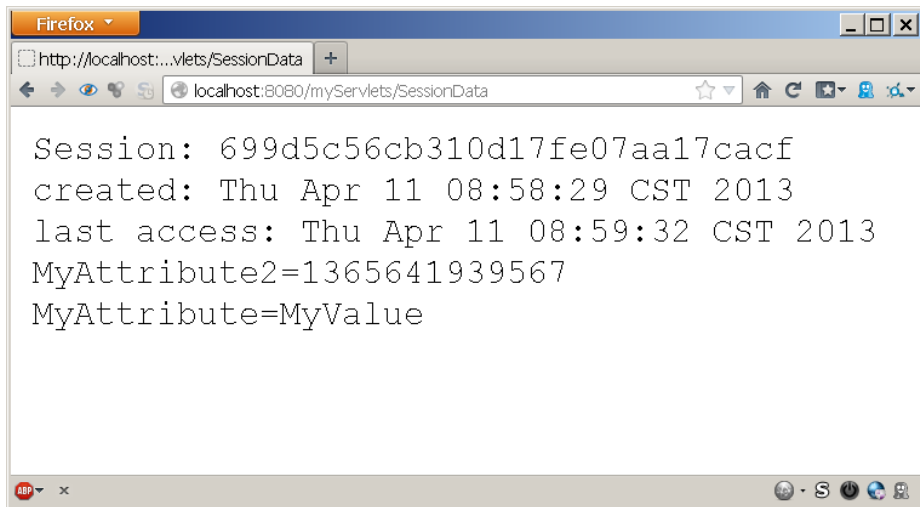 Firefox
http://localhost:...vlets/SessionData
localhost:8080/myServlets/SessionData
Session: 699d5c56cb310d17fe07aa17cacf
created: Thu Apr 11 08:58:29 CST 2013
last access: Thu Apr 11 08:59:32 CST 2013
MyAttribute2=1365641939567
MyAttribute=MyValue
ABP
S